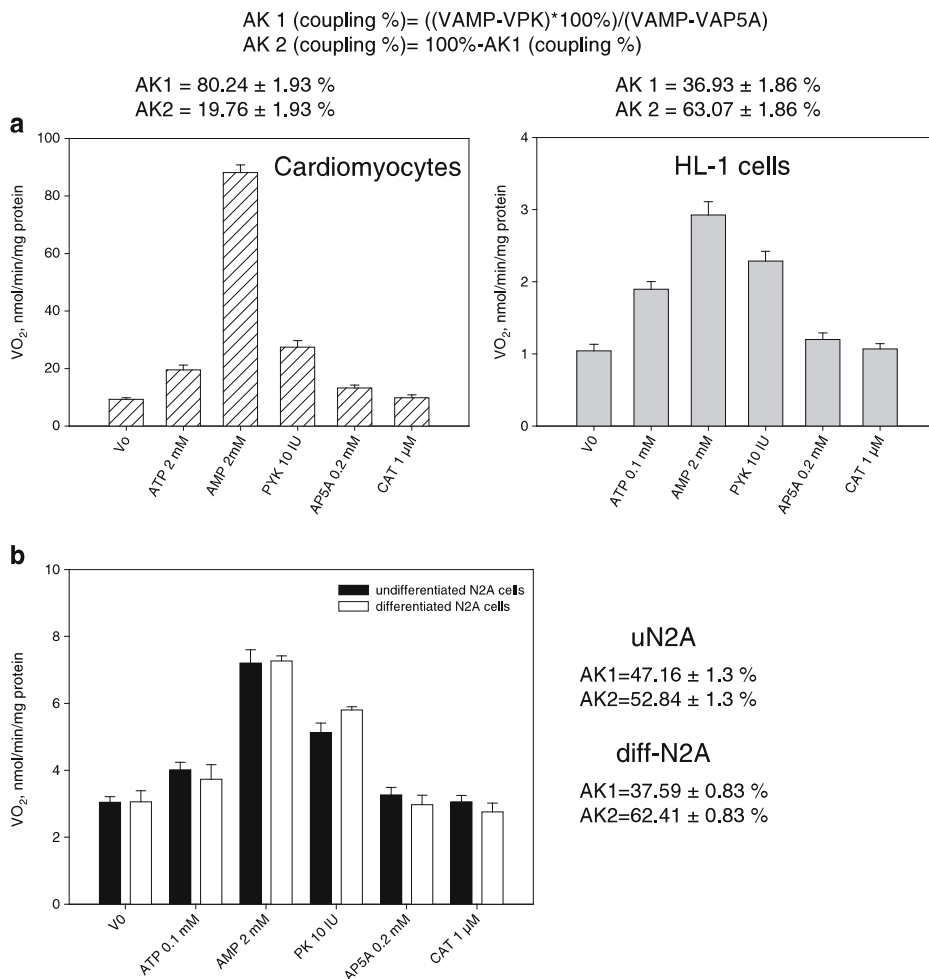 AK 1 (coupling %)= ((VAMP-VPK)*100%)/(VAMP-VAP5A)
AK 2 (coupling %)= 100%-AK1 (coupling %)
AK1 = 80.24 ± 1.93 %
AK2 = 19.76 ± 1.93 %
AK 1 = 36.93 ± 1.86 %
AK 2 = 63.07 ± 1.86 %
a
Cardiomyocytes
VO2, nmol/min/mg protein
100
80
60
40
20
0
Vo
ATP 2 mM
AMP 2mM
PYK 10 IU
AP5A 0.2 mM
CAT 1 µM
HL-1 cells
VO2, nmol/min/mg protein
4
3
2
1
0
V0
ATP 0.1 mM
AMP 2 mM
PYK 10 IU
AP5A 0.2 mM
CAT 1 µM
b
VO2, nmol/min/mg protein
10
8
6
4
2
0
undifferentiated N2A cells
differentiated N2A cells
V0
ATP 0.1 mM
AMP 2 mM
PK 10 IU
AP5A 0.2 mM
CAT 1 µM
uN2A
AK1=47.16 ± 1.3 %
AK2=52.84 ± 1.3 %
diff-N2A
AK1=37.59 ± 0.83 %
AK2=62.41 ± 0.83 %